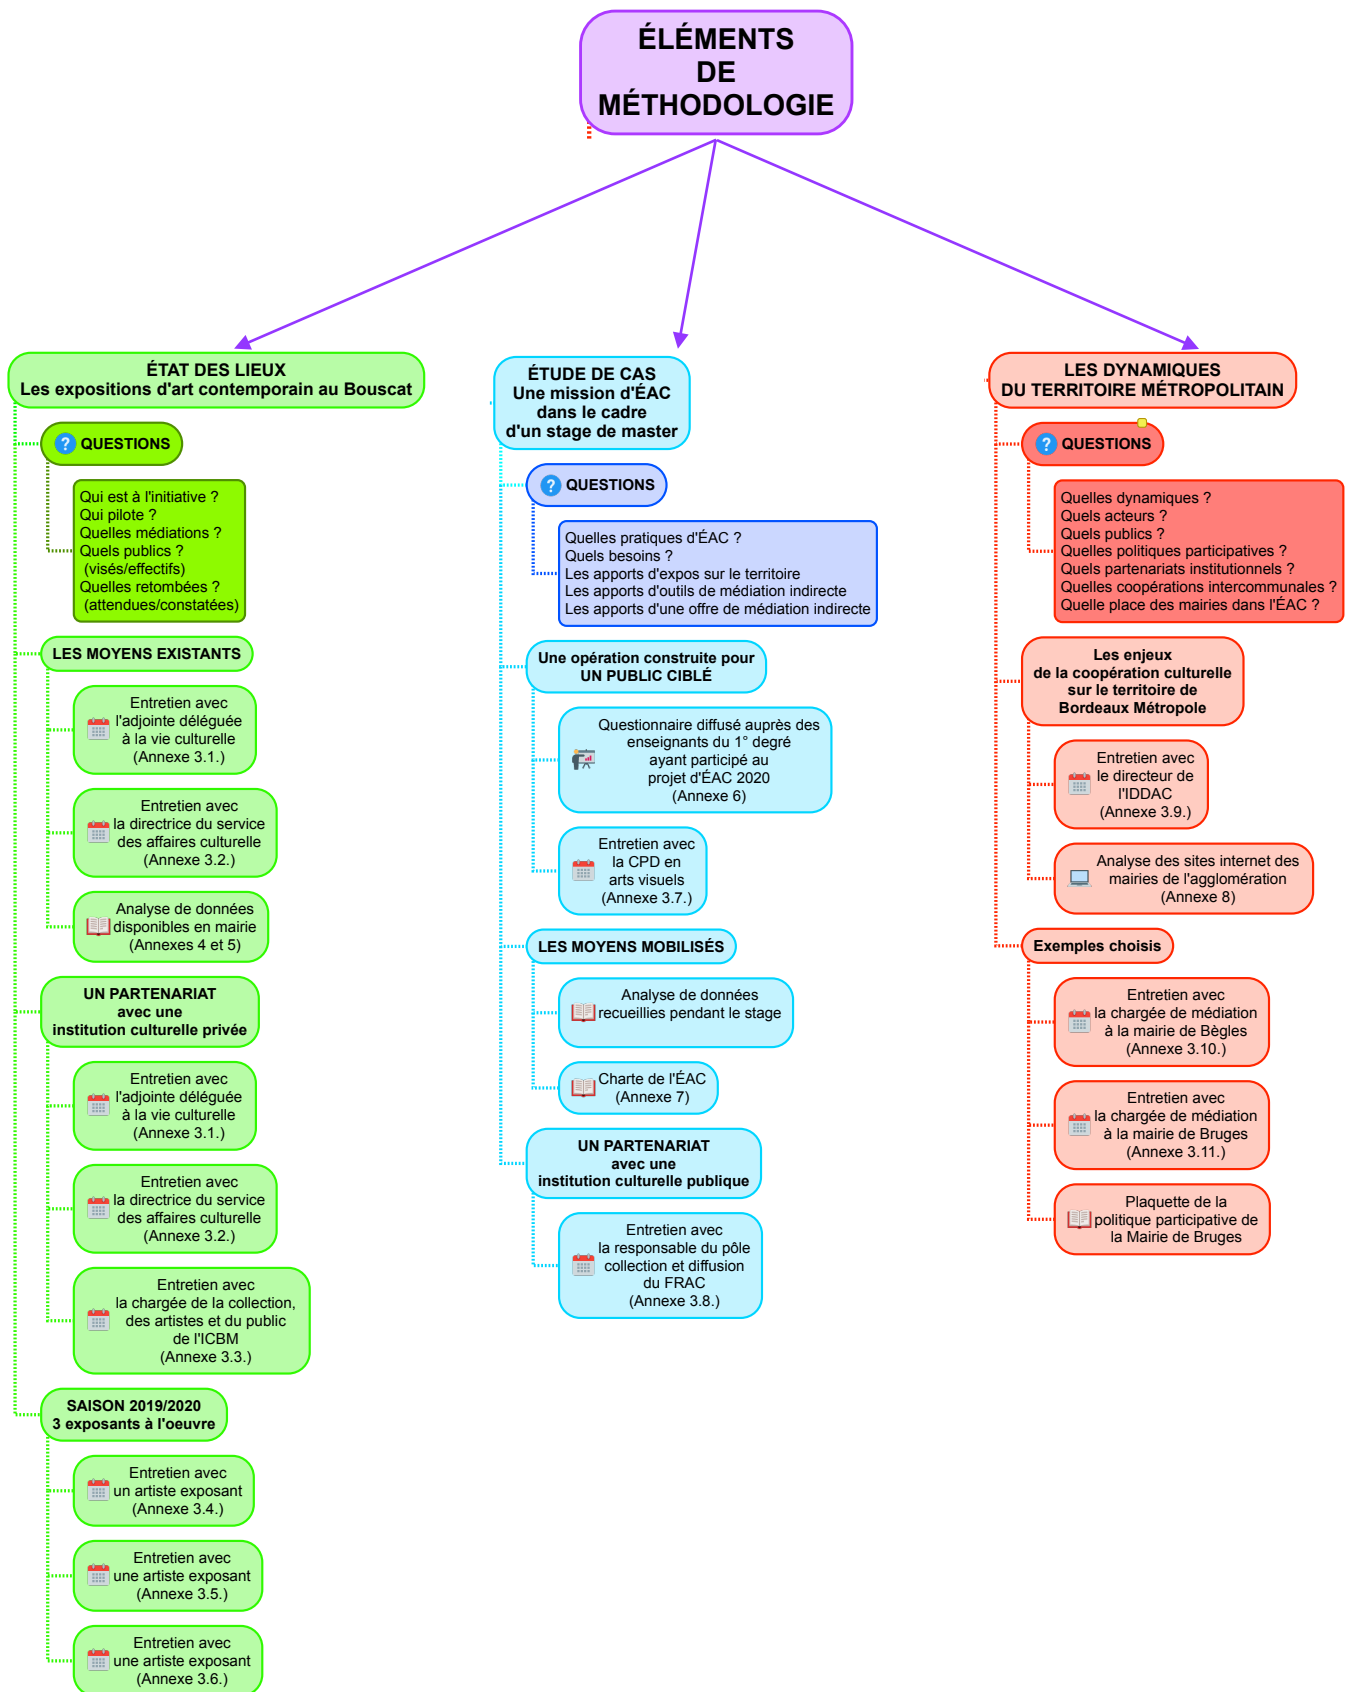 ÉLÉMENTS
DE
MÉTHODOLOGIE
ÉTAT DES LIEUX
Les expositions d'art contemporain au Bouscat
QUESTIONS
Qui est à l'initiative ?
Qui pilote ?
Quelles médiations ?
Quels publics ?
(visés/effectifs)
Quelles retombées ?
(attendues/constatées)
LES MOYENS EXISTANTS
Entretien avec
l'adjointe déléguée
à la vie culturelle
(Annexe 3.1.)
Entretien avec
la directrice du service
des affaires culturelle
(Annexe 3.2.)
Analyse de données
disponibles en mairie
(Annexes 4 et 5)
UN PARTENARIAT
avec une
institution culturelle privée
Entretien avec
l'adjointe déléguée
à la vie culturelle
(Annexe 3.1.)
Entretien avec
la directrice du service
des affaires culturelle
(Annexe 3.2.)
Entretien avec
la chargée de la collection,
des artistes et du public
de l'ICBM
(Annexe 3.3.)
SAISON 2019/2020
3 exposants à l'oeuvre
Entretien avec
un artiste exposant
(Annexe 3.4.)
Entretien avec
une artiste exposant
(Annexe 3.5.)
Entretien avec
une artiste exposant
(Annexe 3.6.)
ÉTUDE DE CAS
Une mission d'ÉAC
dans le cadre
d'un stage de master
QUESTIONS
Quelles pratiques d'ÉAC ?
Quels besoins ?
Les apports d'expos sur le territoire
Les apports d'outils de médiation indirecte
Les apports d'une offre de médiation indirecte
Une opération construite pour
UN PUBLIC CIBLÉ
Questionnaire diffusé auprès des
enseignants du 1° degré
ayant participé au
projet d'ÉAC 2020
(Annexe 6)
Entretien avec
la CPD en
arts visuels
(Annexe 3.7.)
LES MOYENS MOBILISÉS
Analyse de données
recueillies pendant le stage
Charte de l'ÉAC
(Annexe 7)
UN PARTENARIAT
avec une
institution culturelle publique
Entretien avec
la responsable du pôle
collection et diffusion
du FRAC
(Annexe 3.8.)
LES DYNAMIQUES
DU TERRITOIRE MÉTROPOLITAIN
QUESTIONS
Quelles dynamiques ?
Quels acteurs ?
Quels publics ?
Quelles politiques participatives ?
Quels partenariats institutionnels ?
Quelles coopérations intercommunales ?
Quelle place des mairies dans l'ÉAC ?
Les enjeux
de la coopération culturelle
sur le territoire de
Bordeaux Métropole
Entretien avec
le directeur de
l'IDDAC
(Annexe 3.9.)
Analyse des sites internet des
mairies de l'agglomération
(Annexe 8)
Exemples choisis
Entretien avec
la chargée de médiation
à la mairie de Bègles
(Annexe 3.10.)
Entretien avec
la chargée de médiation
à la mairie de Bruges
(Annexe 3.11.)
Plaquette de la
politique participative de
la Mairie de Bruges